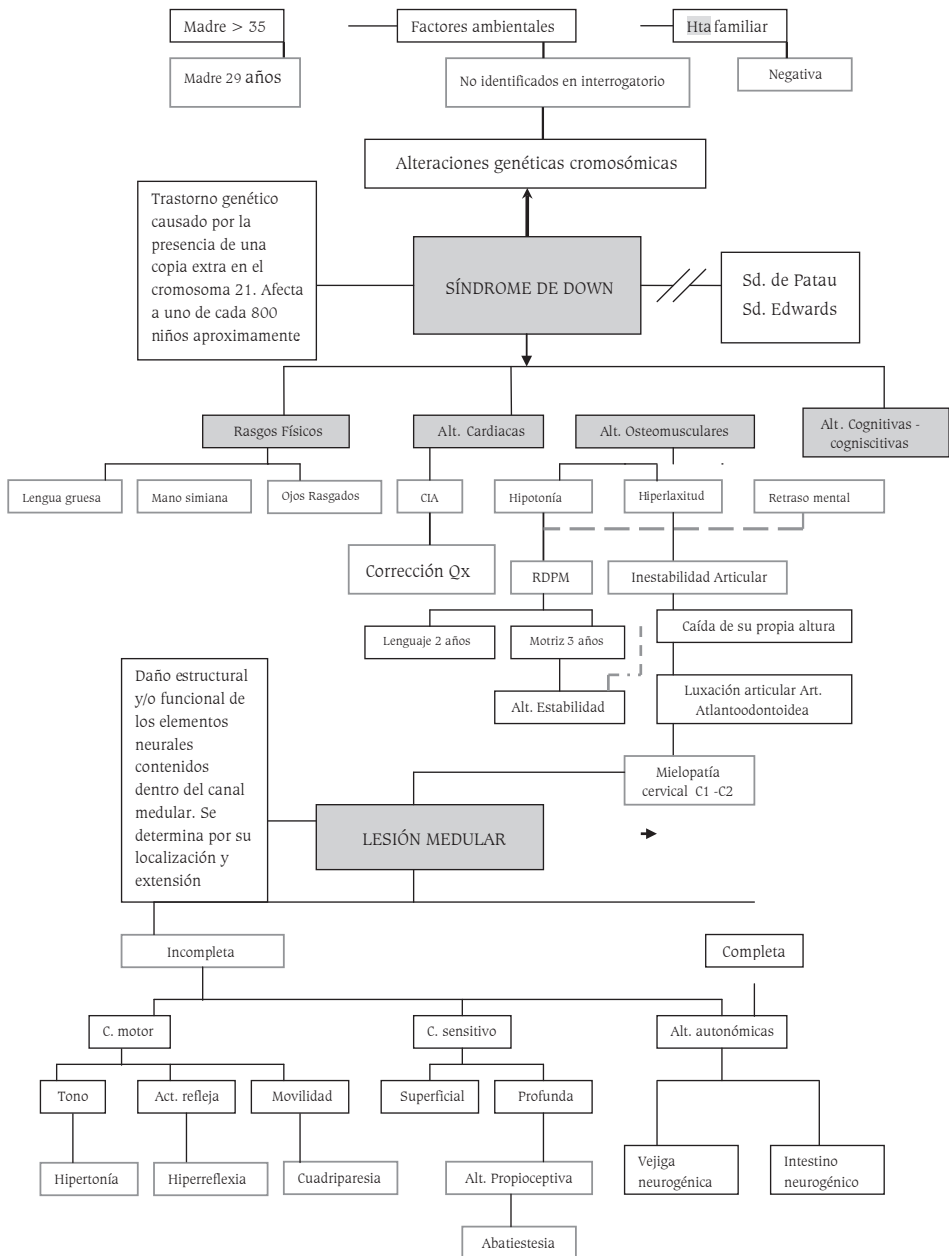 Madre > 35
Factores ambientales
Hta familiar
Madre 29 años
No identificados en interrogatorio
Negativa
Alteraciones genéticas cromosómicas
Trastorno genético
causado por la
presencia de una
copia extra en el
cromosoma 21. Afecta
a uno de cada 800
niños aproximamente
SÍNDROME DE DOWN
Sd. de Patau
Sd. Edwards
Rasgos Físicos
Alt. Cardiacas
Alt. Osteomusculares
Alt. Cognitivas -
cogniscitivas
Lengua gruesa
Mano simiana
Ojos Rasgados
CIA
Hipotonía
Hiperlaxitud
Retraso mental
Corrección Qx
RDPM
Inestabilidad Articular
Lenguaje 2 años
Motriz 3 años
Caída de su propia altura
Alt. Estabilidad
Luxación articular Art.
Atlantoodontoidea
Mielopatía
cervical C1 -C2
Daño estructural
y/o funcional de
los elementos
neurales
contenidos
dentro del canal
medular. Se
determina por su
localización y
extensión
LESIÓN MEDULAR
Incompleta
Completa
C. motor
C. sensitivo
Alt. autonómicas
Tono
Act. refleja
Movilidad
Superficial
Profunda
Hipertonía
Hiperreflexia
Cuadriparesia
Alt. Propioceptiva
Vejiga
neurogénica
Intestino
neurogénico
Abatiestesia